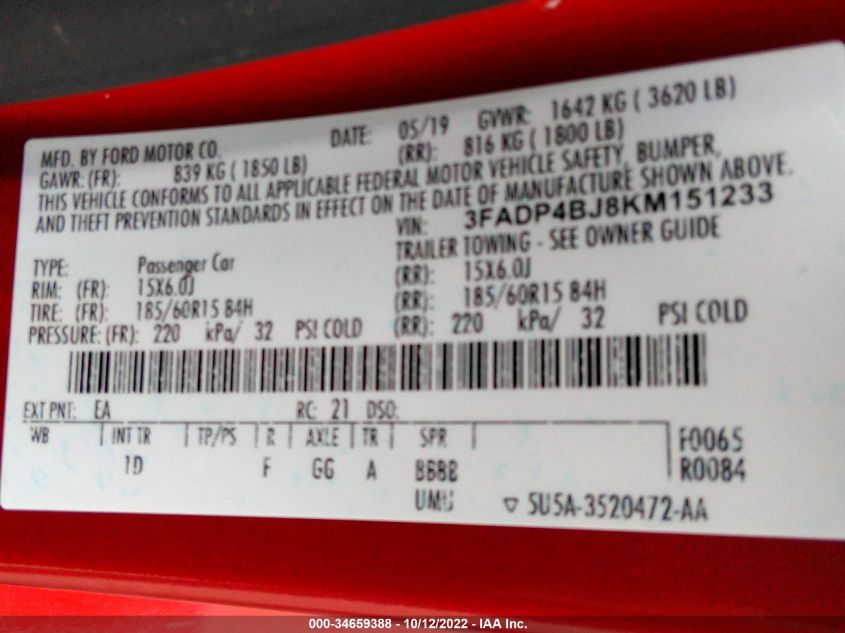 MFD. BY FORD MOTOR CO. DATE: 05/19 GVWR: 1642 KG ( 3620 LB)
GAWR: (FR): 839 KG ( 1850 LB) (RR): 816 KG ( 1800 LB)
THIS VEHICLE CONFORMS TO ALL APPLICABLE FEDERAL MOTOR VEHICLE SAFETY, BUMPER,
AND THEFT PREVENTION STANDARDS IN EFFECT ON THE DATE OF MANUFACTURE SHOWN ABOVE.
VIN: 3FADP4BJ8KM151233
TYPE: Passenger Car TRAILER TOWING - SEE OWNER GUIDE
RIM: (FR): 15X6.0J (RR): 15X6.0J
TIRE: (FR): 185/60R15 84H (RR): 185/60R15 84H
PRESSURE: (FR): 220 kPa/ 32 PSI COLD (RR): 220 kPa/ 32 PSI COLD
EXT PNT: EA RC: 21 DSO:
WB INT TR TP/PS R AXLE TR SPR F0065
1D F GG A R0084
5U5A-3520472-AA
000-34659388 - 10/12/2022 - IAA Inc.